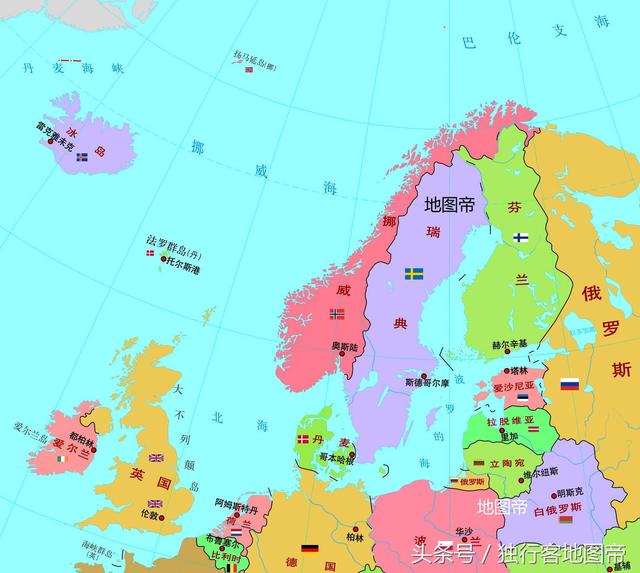 巴伦支海
扬马延岛(挪)
丹麦海峡
雷克雅未克
冰岛
挪威海
地图帝
挪威
瑞典
芬兰
俄罗斯
法罗群岛(丹)
托尔斯港
奥斯陆
赫尔辛基
斯德哥尔摩
塔林
爱沙尼亚
波罗的海
大不列颠岛
北海
爱尔兰岛
都柏林
爱尔兰
丹麦
哥本哈根
拉脱维亚
里加
立陶宛
维尔纽斯
俄罗斯
英国
伦敦
明斯克
白俄罗斯
地图帝
阿姆斯特丹
荷兰
布鲁塞尔
比利时
海峡群岛
(英)
柏林
德国
华沙
波兰
基辅
头条号／独行客地图帝